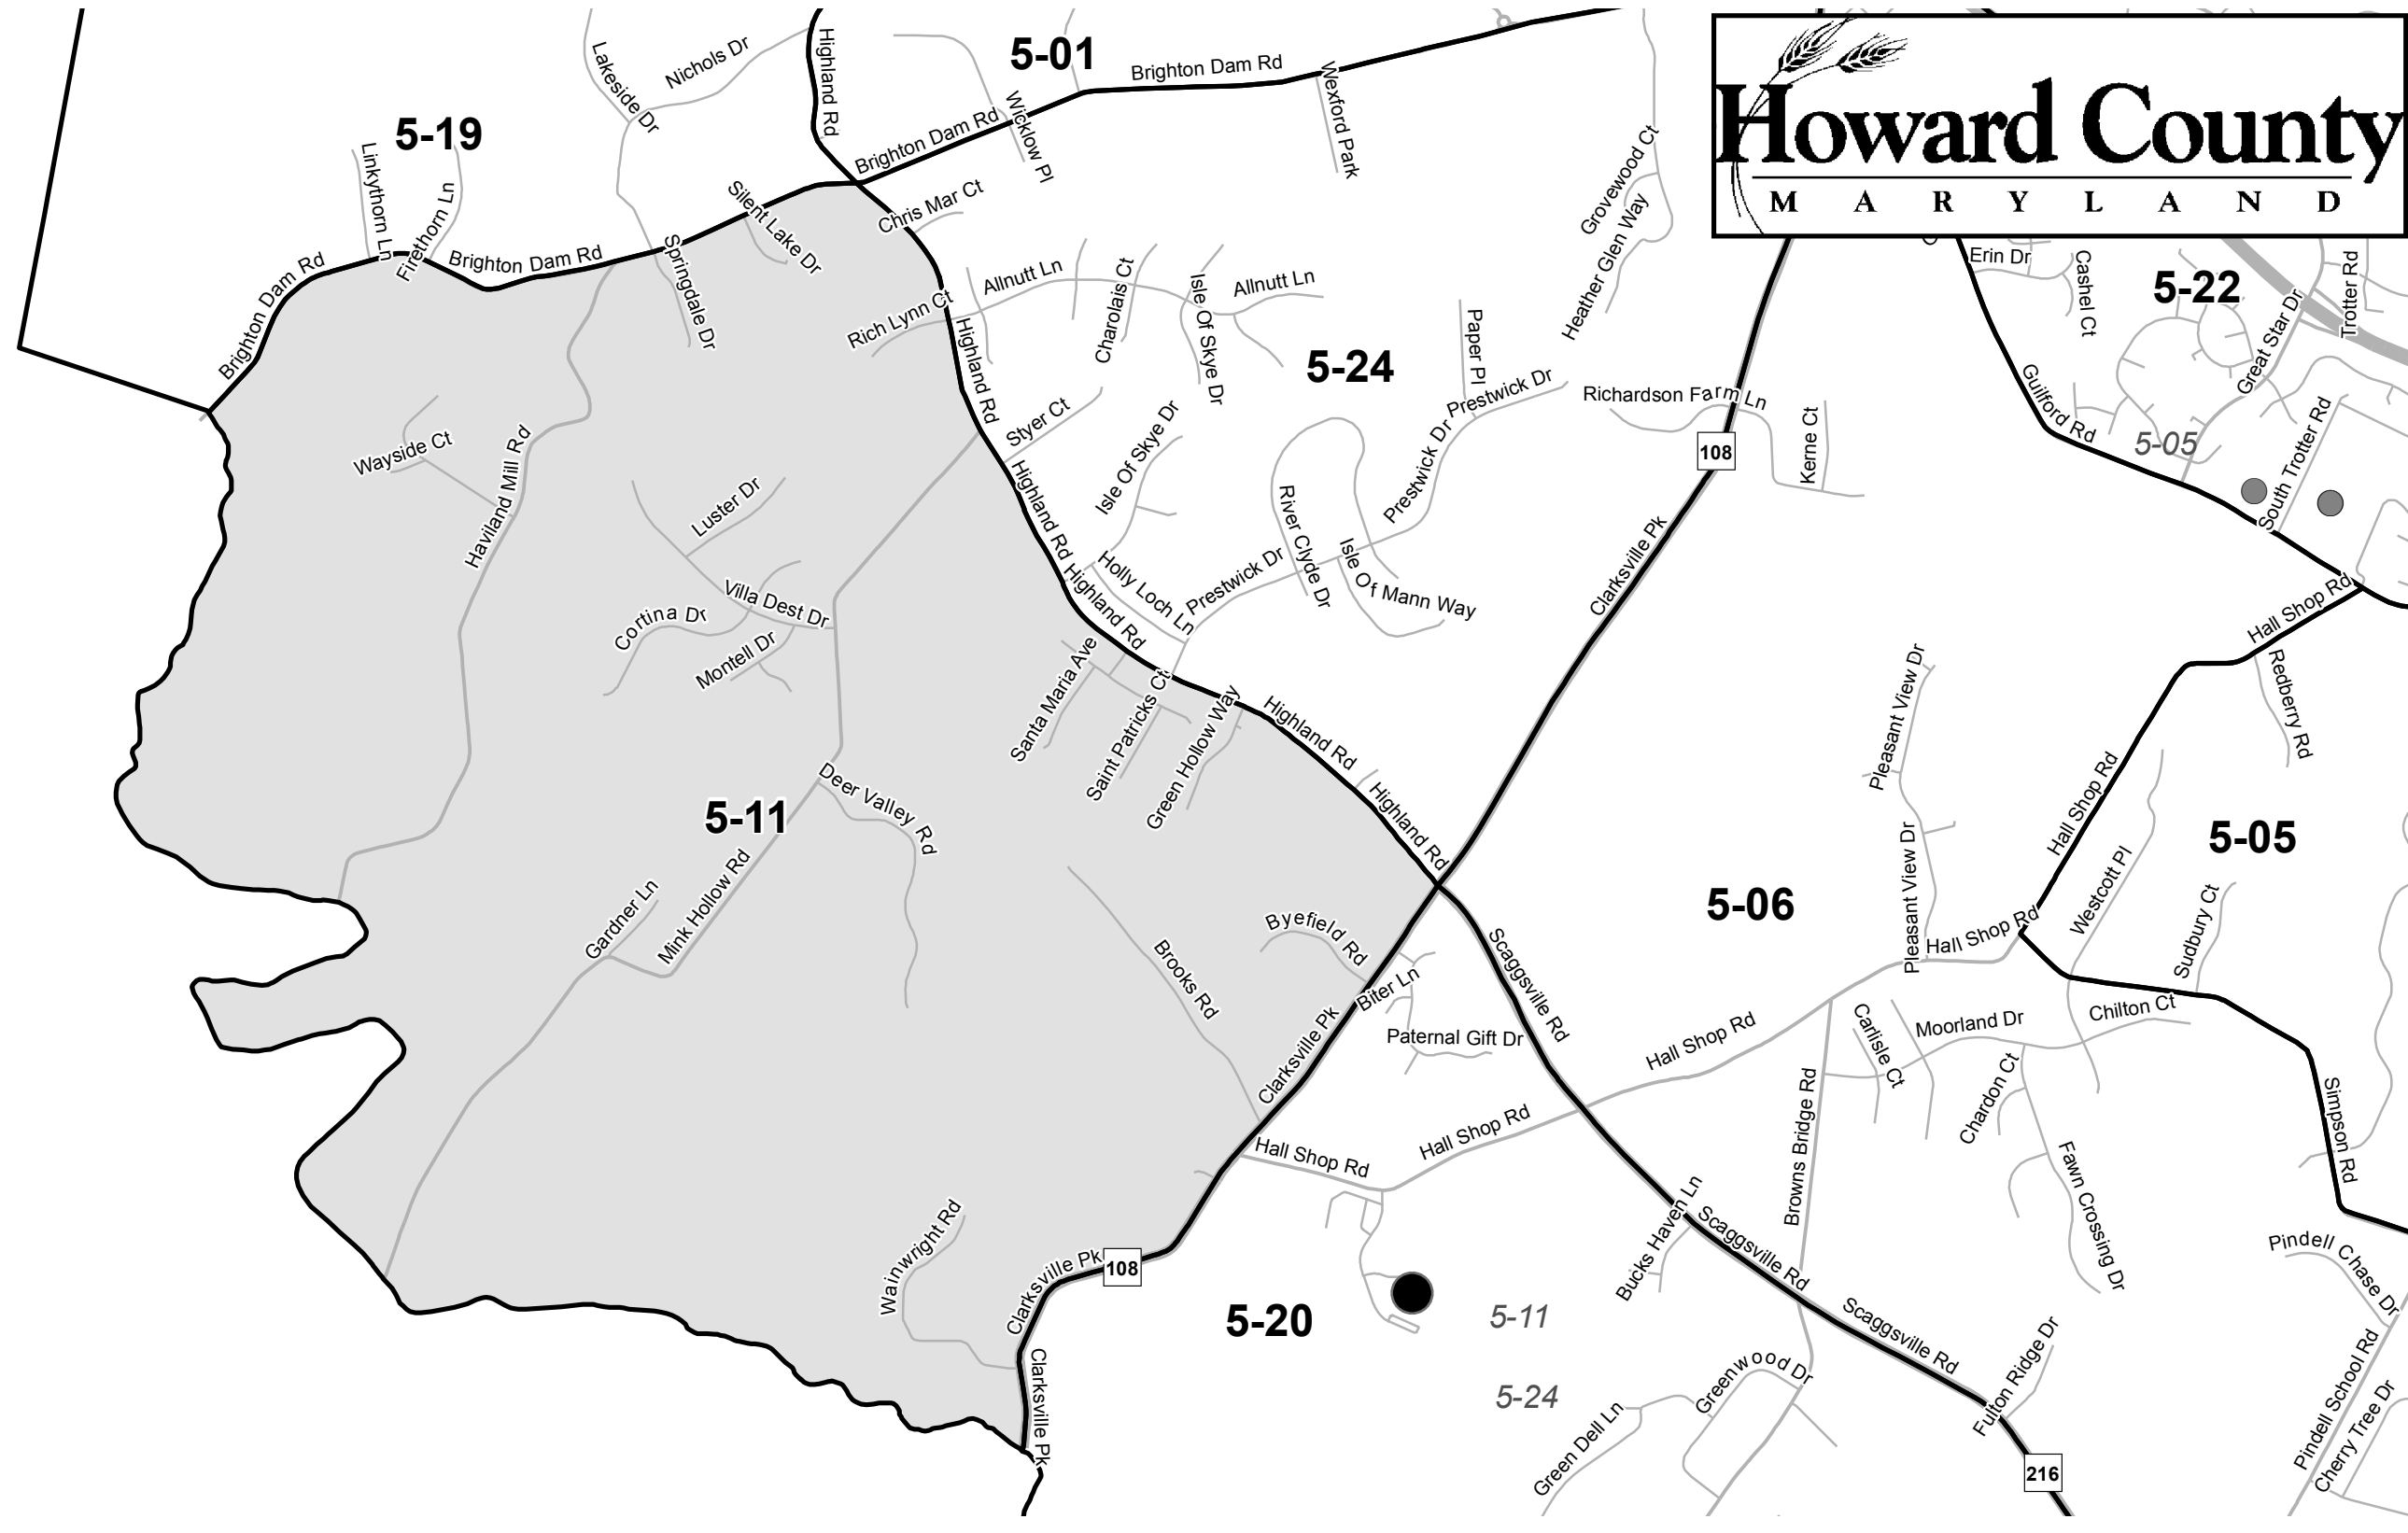 Howard County
MARYLAND
5-01
5-19
5-24
5-22
5-05
5-11
5-06
5-05
5-20
5-11
5-24
108
108
216
Lakeside Dr
Nichols Dr
Highland Rd
Brighton Dam Rd
Wexford Park
Wicklow Pl
Brighton Dam Rd
Linkythorn Ln
Firethorn Ln
Brighton Dam Rd
Brighton Dam Rd
Silent Lake Dr
Springdale Dr
Chris Mar Ct
Grovewood Ct
Heather Glen Way
Allnutt Ln
Charolais Ct
Isle Of Skye Dr
Allnutt Ln
Rich Lynn Ct
Highland Rd
Paper Pl
Prestwick Dr
Richardson Farm Ln
Kerne Ct
Erin Dr
Cashel Ct
Great Star Dr
Trotter Rd
Guilford Rd
South Trotter Rd
Styer Ct
Isle Of Skye Dr
Prestwick Dr
River Clyde Dr
Isle Of Mann Way
Prestwick Dr
Holly Loch Ln
Highland Rd
Highland Rd
Wayside Ct
Haviland Mill Rd
Luster Dr
Villa Dest Dr
Cortina Dr
Montell Dr
Santa Maria Ave
Saint Patricks Ct
Green Hollow Way
Highland Rd
Highland Rd
Clarksville Pk
Hall Shop Rd
Redberry Rd
Pleasant View Dr
Hall Shop Rd
Pleasant View Dr
Westcott Pl
Sudbury Ct
Hall Shop Rd
Deer Valley Rd
Mink Hollow Rd
Gardner Ln
Brooks Rd
Byefield Rd
Biter Ln
Clarksville Pk
Scaggsville Rd
Paternal Gift Dr
Hall Shop Rd
Carlisle Ct
Moorland Dr
Chilton Ct
Chardon Ct
Browns Bridge Rd
Simpson Rd
Hall Shop Rd
Hall Shop Rd
Fawn Crossing Dr
Bucks Haven Ln
Scaggsville Rd
Scaggsville Rd
Wainwright Rd
Clarksville Pk
Clarksville Pk
Greenwood Dr
Green Dell Ln
Fulton Ridge Dr
Pindell Chase Dr
Pindell School Rd
Cherry Tree Dr